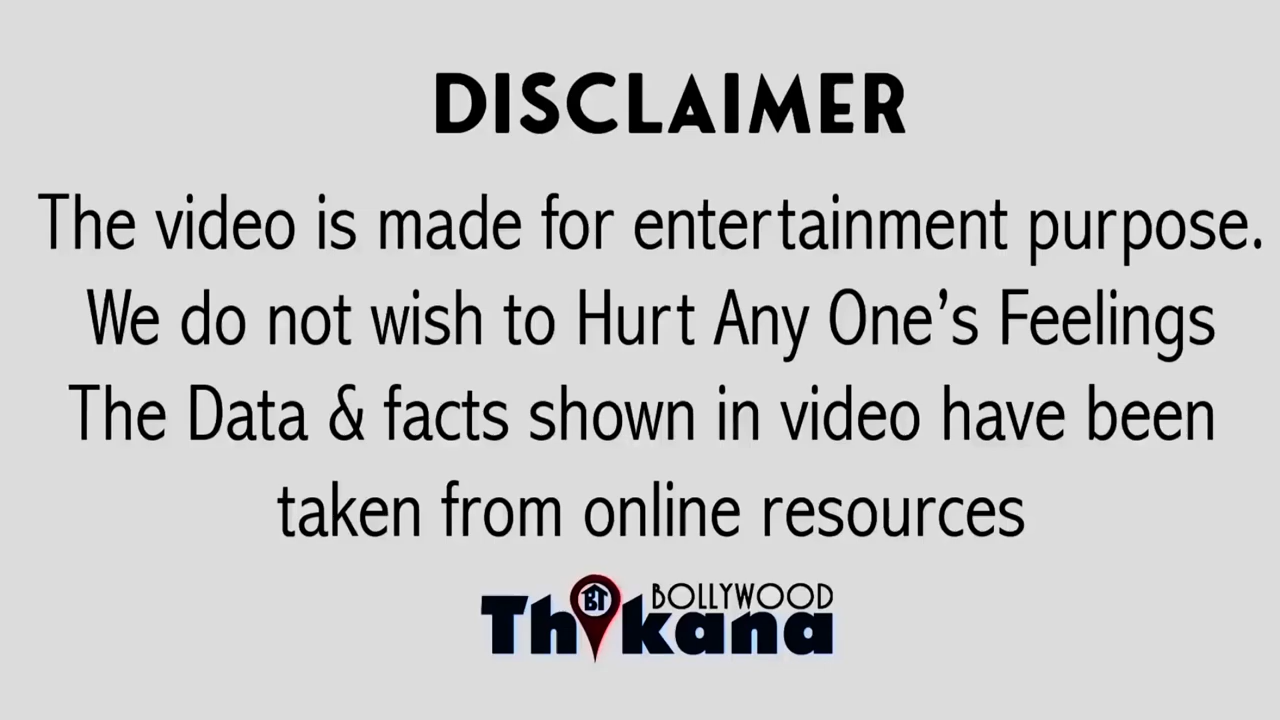 DISCLAIMER
The video is made for entertainment purpose.
We do not wish to Hurt Any One’s Feelings
The Data & facts shown in video have been
taken from online resources
BOLLYWOOD
BT
Thikana